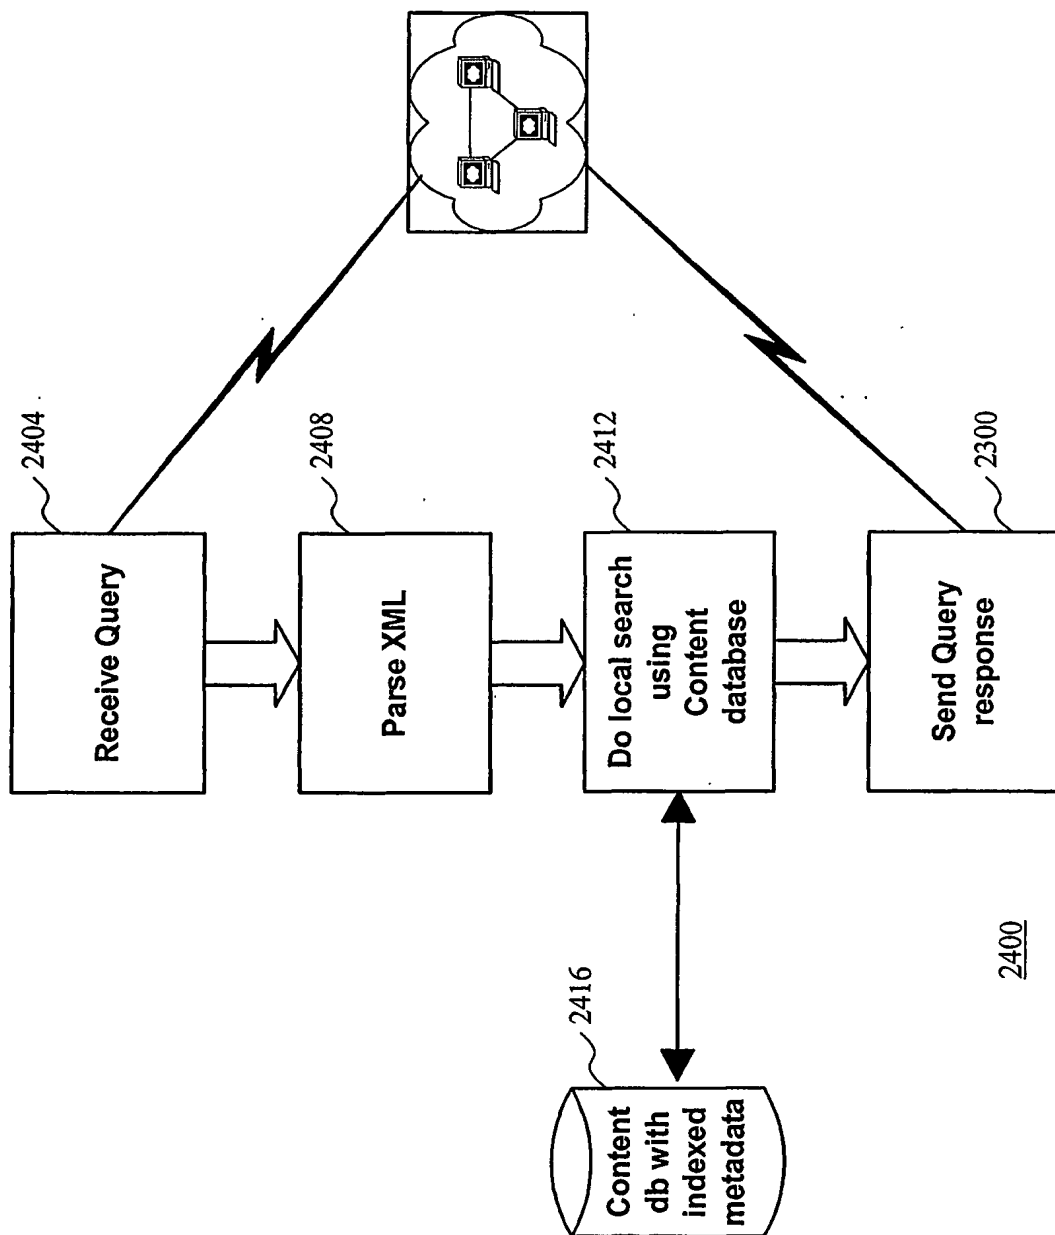 2404
Receive Query
2408
Parse XML
2412
Do local search
using
Content
database
2300
Send Query
response
2416
Content
db with
indexed
metadata
2400